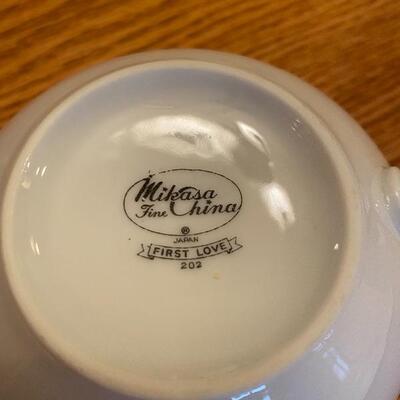 Mikasa
Fine China
®
JAPAN
FIRST LOVE
202